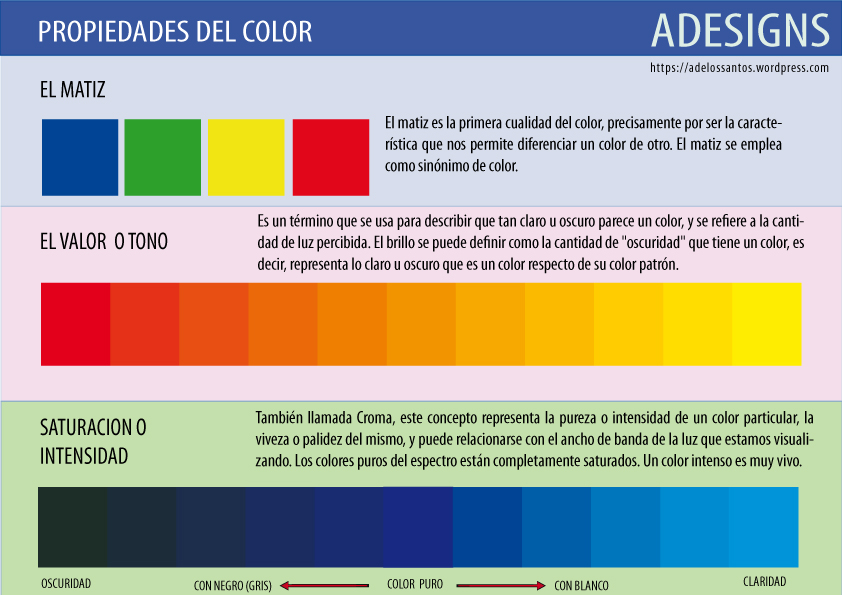 PROPIEDADES DEL COLOR
ADESIGNS
https://adelossantos.wordpress.com
EL MATIZ
El matiz es la primera cualidad del color, precisamente por ser la caracte-
rística que nos permite diferenciar un color de otro. El matiz se emplea
como sinónimo de color.
EL VALOR O TONO
Es un término que se usa para describir que tan claro u oscuro parece un color, y se refiere a la canti-
dad de luz percibida. El brillo se puede definir como la cantidad de "oscuridad" que tiene un color, es
decir, representa lo claro u oscuro que es un color respecto de su color patrón.
SATURACION O
INTENSIDAD
También llamada Croma, este concepto representa la pureza o intensidad de un color particular, la
viveza o palidez del mismo, y puede relacionarse con el ancho de banda de la luz que estamos visuali-
zando. Los colores puros del espectro están completamente saturados. Un color intenso es muy vivo.
OSCURIDAD
CON NEGRO (GRIS)
COLOR PURO
CON BLANCO
CLARIDAD